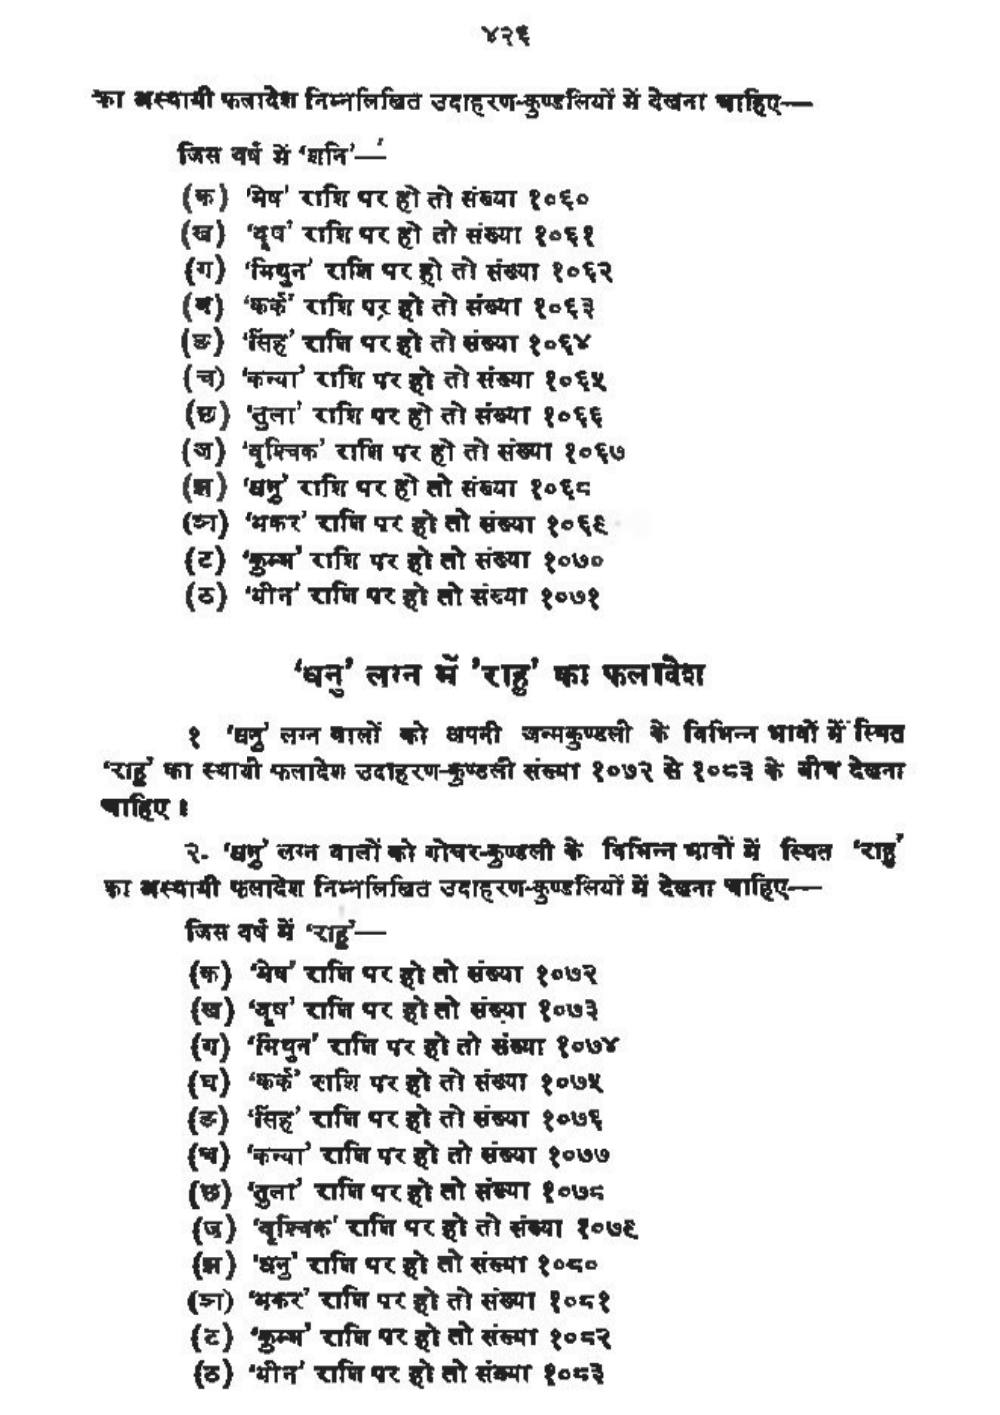 ४२६
का अस्थायी फलादेश निम्नलिखित उदाहरण-कुण्डलियों में देखना चाहिए—
जिस वर्ष में ‘शनि’—
(क) ‘मेष’ राशि पर हो तो संख्या १०६०
(ख) ‘वृष’ राशि पर हो तो संख्या १०६१
(ग) ‘मिथुन’ राशि पर हो तो संख्या १०६२
(घ) ‘कर्क’ राशि पर हो तो संख्या १०६३
(ङ) ‘सिंह’ राशि पर हो तो संख्या १०६४
(च) ‘कन्या’ राशि पर हो तो संख्या १०६५
(छ) ‘तुला’ राशि पर हो तो संख्या १०६६
(ज) ‘वृश्चिक’ राशि पर हो तो संख्या १०६७
(झ) ‘धनु’ राशि पर हो तो संख्या १०६८
(ञ) ‘मकर’ राशि पर हो तो संख्या १०६९
(ट) ‘कुम्भ’ राशि पर हो तो संख्या १०७०
(ठ) ‘मीन’ राशि पर हो तो संख्या १०७१
‘धनु’ लग्न में ‘राहु’ का फलादेश
१ ‘धनु’ लग्न वालों को अपनी जन्मकुण्डली के विभिन्न भावों में स्थित
‘राहु’ का स्थायी फलादेश उदाहरण-कुण्डली संख्या १०७२ से १०८३ के बीच देखना
चाहिए ।
२- ‘धनु’ लग्न वालों को गोचर-कुण्डली के विभिन्न भावों में स्थित ‘राहु’
का अस्थायी फलादेश निम्नलिखित उदाहरण-कुण्डलियों में देखना चाहिए—
जिस वर्ष में ‘राहु’—
(क) ‘मेष’ राशि पर हो तो संख्या १०७२
(ख) ‘वृष’ राशि पर हो तो संख्या १०७३
(ग) ‘मिथुन’ राशि पर हो तो संख्या १०७४
(घ) ‘कर्क’ राशि पर हो तो संख्या १०७५
(ङ) ‘सिंह’ राशि पर हो तो संख्या १०७६
(च) ‘कन्या’ राशि पर हो तो संख्या १०७७
(छ) ‘तुला’ राशि पर हो तो संख्या १०७८
(ज) ‘वृश्चिक’ राशि पर हो तो संख्या १०७९
(झ) ‘धनु’ राशि पर हो तो संख्या १०८०
(ञ) ‘मकर’ राशि पर हो तो संख्या १०८१
(ट) ‘कुम्भ’ राशि पर हो तो संख्या १०८२
(ठ) ‘मीन’ राशि पर हो तो संख्या १०८३